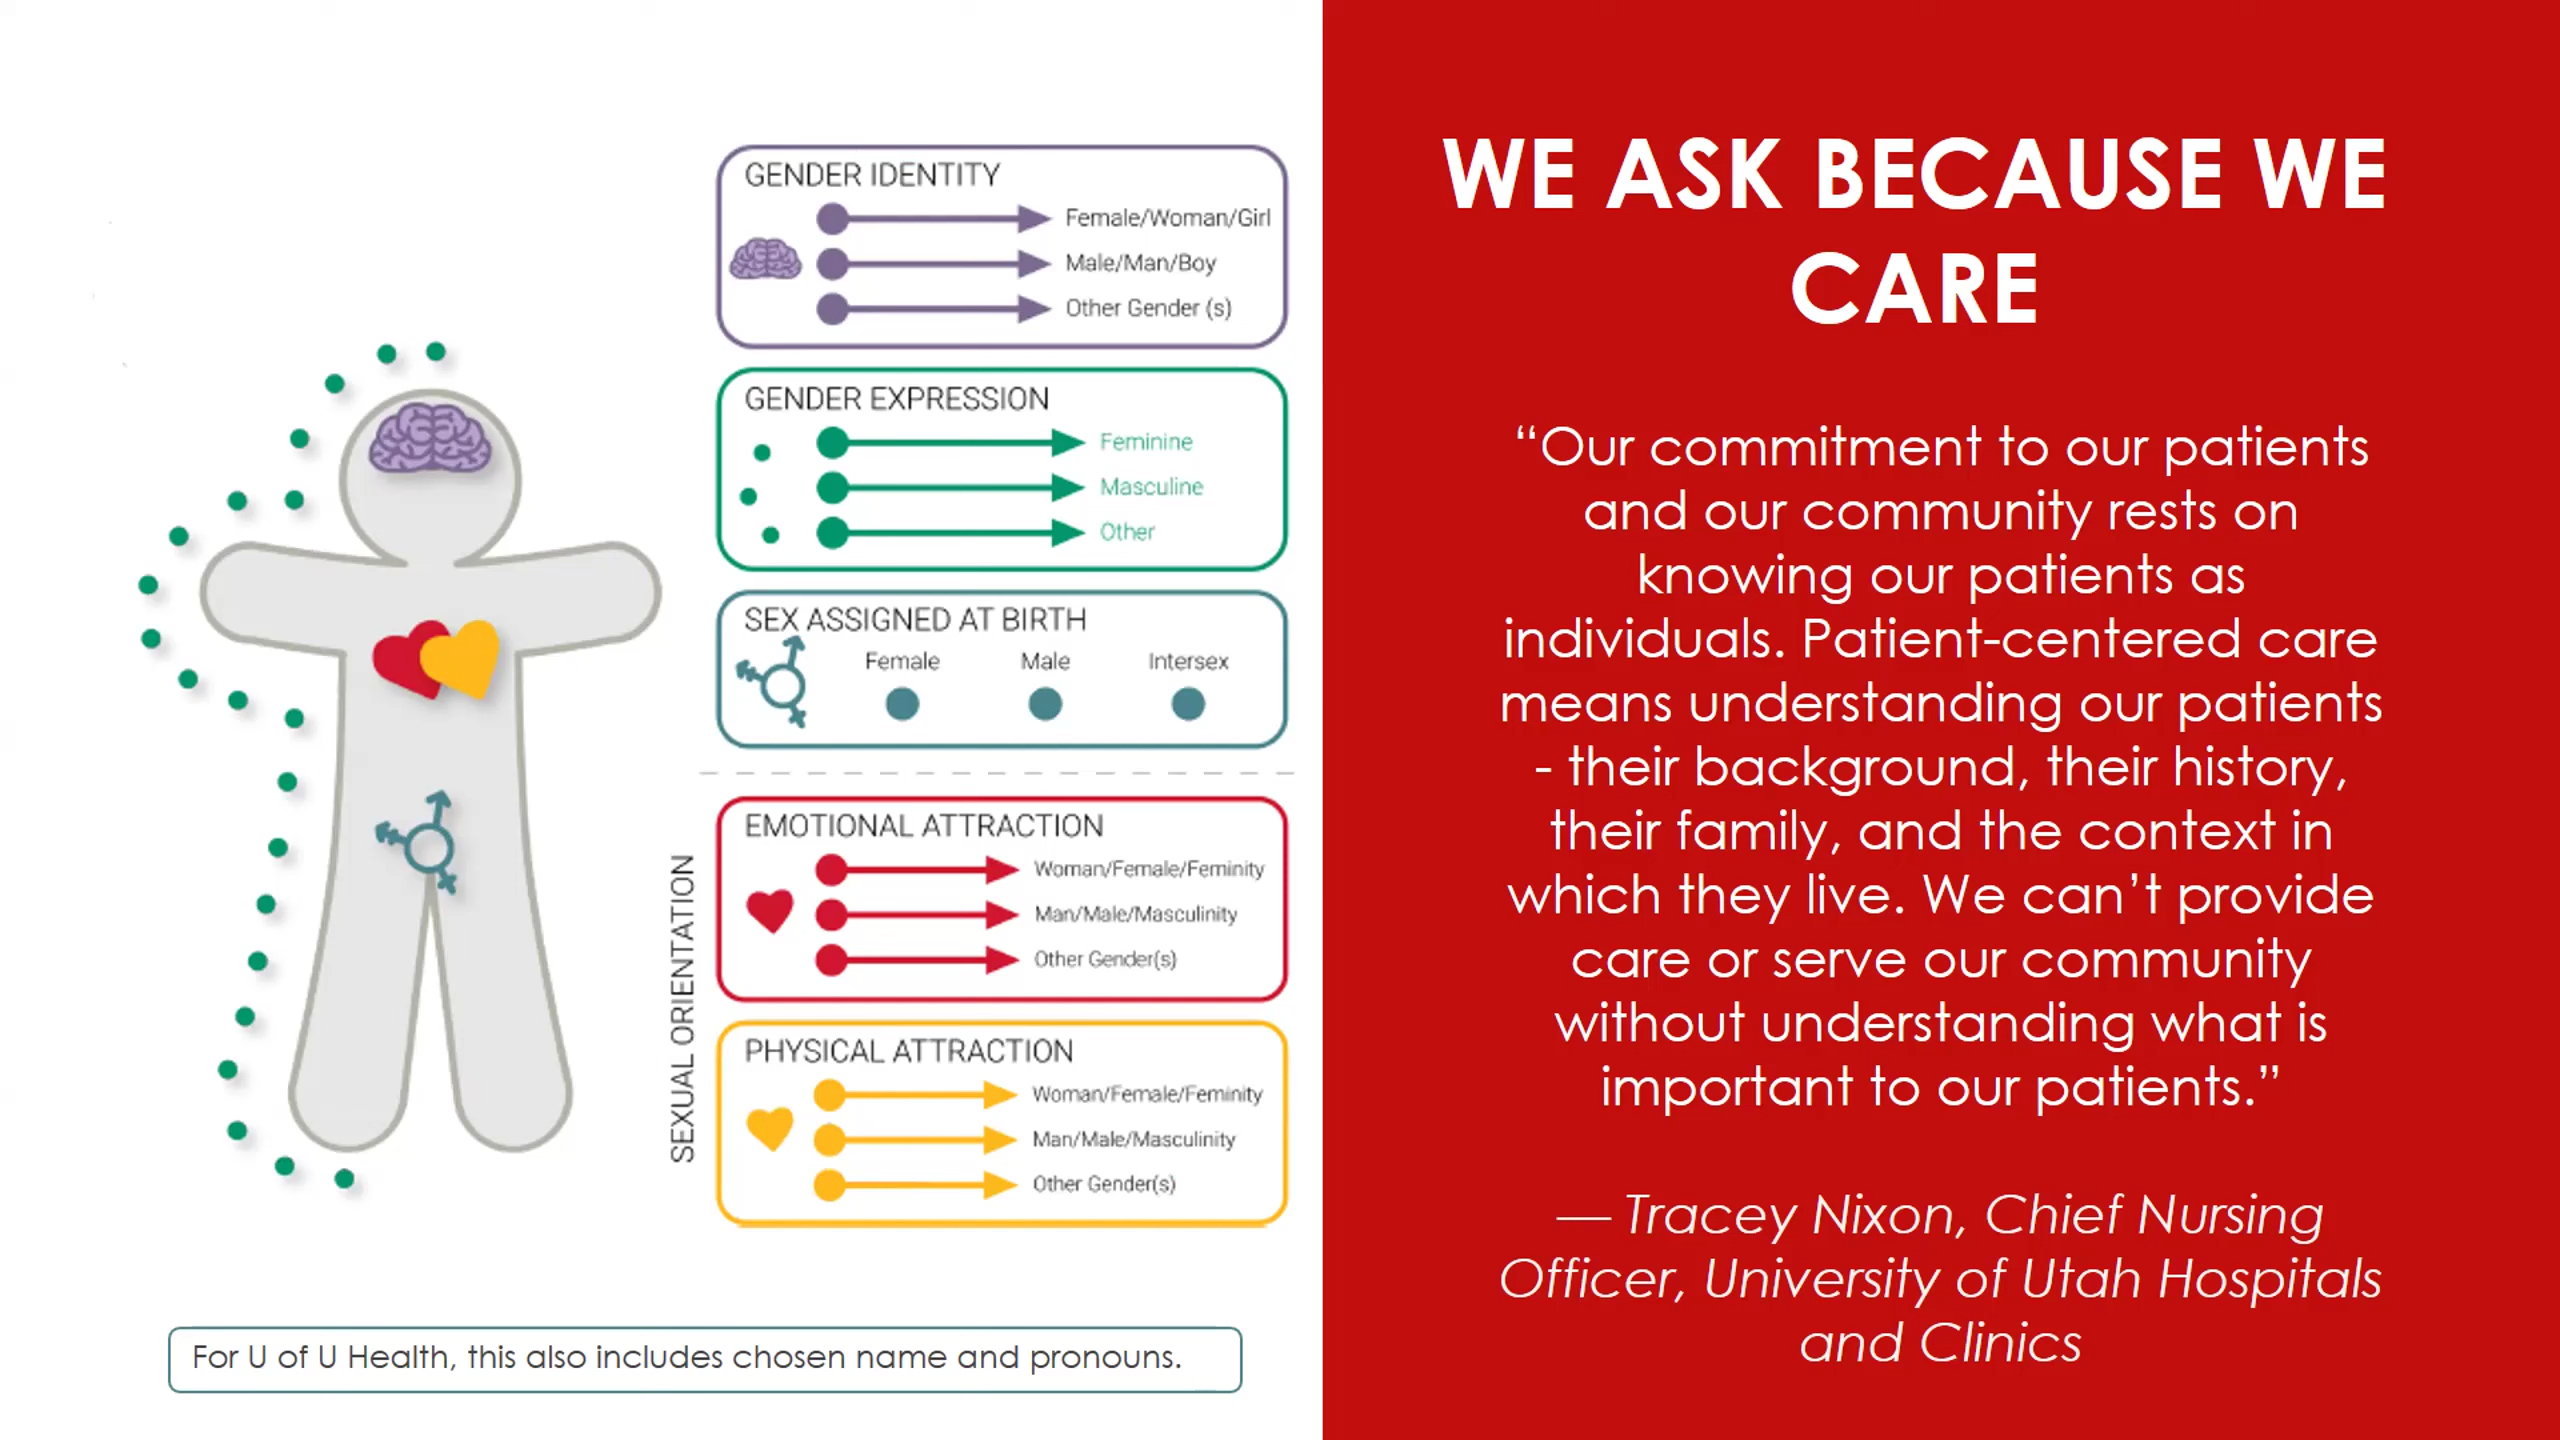 GENDER IDENTITY
Female/Woman/Girl
Male/Man/Boy
Other Gender (s)
GENDER EXPRESSION
Feminine
Masculine
Other
SEX ASSIGNED AT BIRTH
Female
Male
Intersex
SEXUAL ORIENTATION
EMOTIONAL ATTRACTION
Woman/Female/Feminity
Man/Male/Masculinity
Other Gender(s)
PHYSICAL ATTRACTION
Woman/Female/Feminity
Man/Male/Masculinity
Other Gender(s)
For U of U Health, this also includes chosen name and pronouns.
WE ASK BECAUSE WE
CARE
“Our commitment to our patients
and our community rests on
knowing our patients as
individuals. Patient-centered care
means understanding our patients
- their background, their history,
their family, and the context in
which they live. We can’t provide
care or serve our community
without understanding what is
important to our patients.”
— Tracey Nixon, Chief Nursing
Officer, University of Utah Hospitals
and Clinics